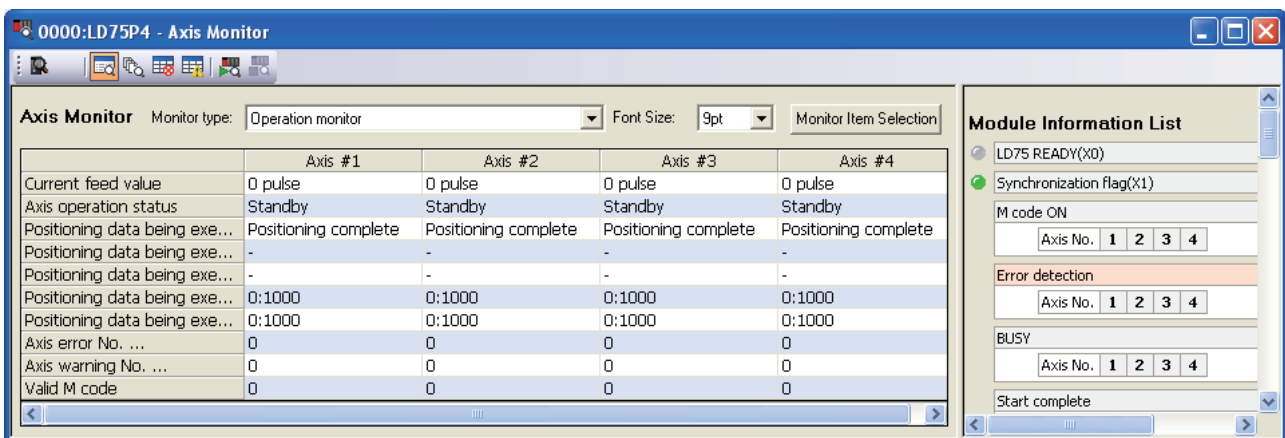 0000:LD75P4 - Axis Monitor
Axis Monitor Monitor type: Operation monitor Font Size: 9pt Monitor Item Selection
Axis #1 Axis #2 Axis #3 Axis #4
Current feed value 0 pulse 0 pulse 0 pulse 0 pulse
Axis operation status Standby Standby Standby Standby
Positioning data being exe... Positioning complete Positioning complete Positioning complete Positioning complete
Positioning data being exe... - - - -
Positioning data being exe... - - - -
Positioning data being exe... 0:1000 0:1000 0:1000 0:1000
Positioning data being exe... 0:1000 0:1000 0:1000 0:1000
Axis error No. ... 0 0 0 0
Axis warning No. ... 0 0 0 0
Valid M code 0 0 0 0
Module Information List
LD75 READY(X0)
Synchronization flag(X1)
M code ON
Axis No. 1 2 3 4
Error detection
Axis No. 1 2 3 4
BUSY
Axis No. 1 2 3 4
Start complete